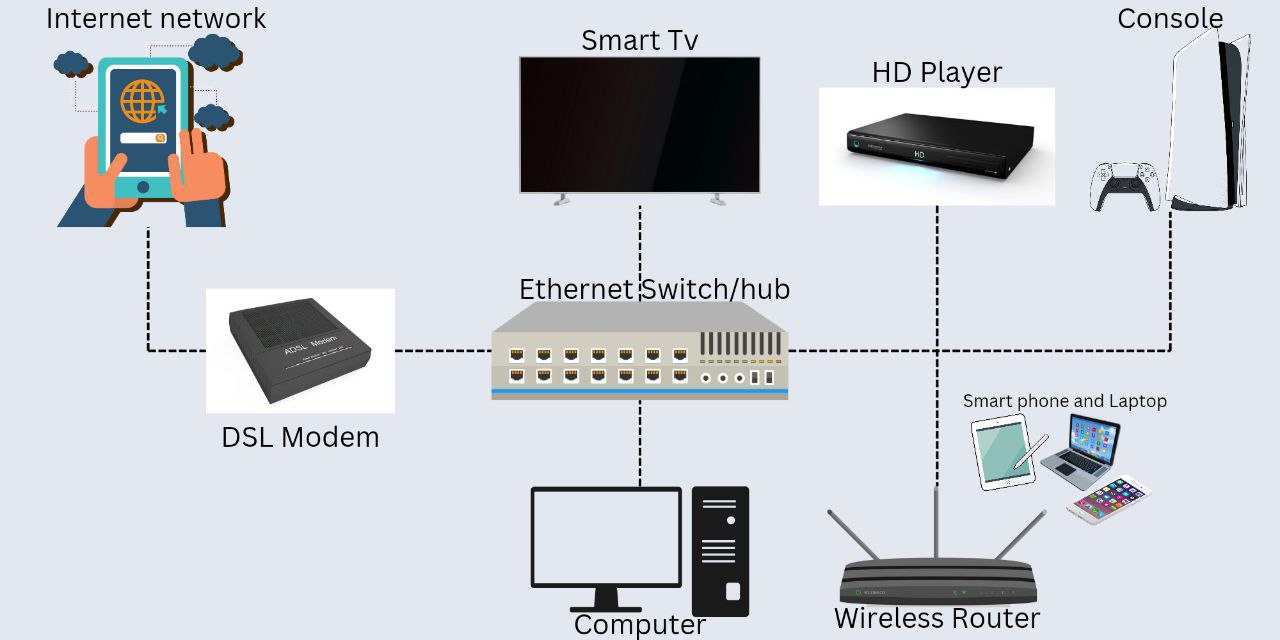 Internet network
Smart Tv
HD Player
Console
HD
Ethernet Switch/hub
ADSL Modem
DSL Modem
Smart phone and Laptop
Computer
Wireless Router